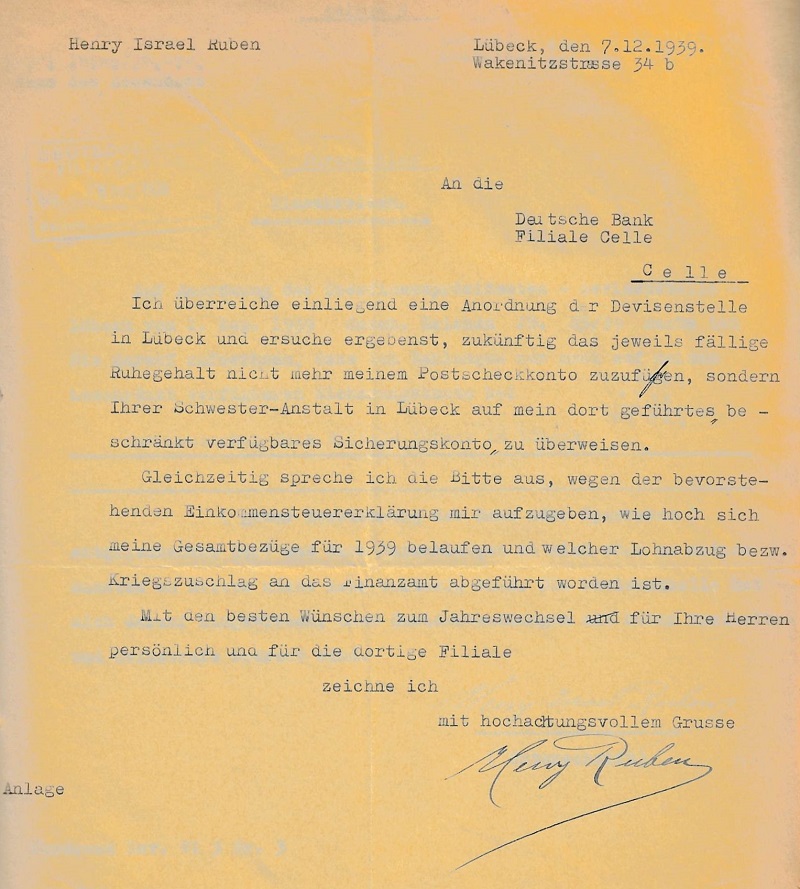 Henry Israel Ruben
Lübeck, den 7.12.1939.
Wakenitzstrasse 34 b
An die
Deutsche Bank
Filiale Celle
C e l l e
Ich überreiche einliegend eine Anordnung der Devisenstelle
in Lübeck und ersuche ergebenst, zukünftig das jeweils fällige
Ruhegehalt nicht mehr meinem Postscheckkonto zuzufügen, sondern
Ihrer Schwester-Anstalt in Lübeck auf mein dort geführtes„ be -
schränkt verfügbares Sicherungskonto„ zu überweisen.
Gleichzeitig spreche ich die Bitte aus, wegen der bevorste-
henden Einkommensteuererklärung mir aufzugeben, wie hoch sich
meine Gesamtbezüge für 1939 belaufen und welcher Lohnabzug bezw.
Kriegszuschlag an das Finanzamt abgeführt worden ist.
Mit den besten Wünschen zum Jahreswechsel und für Ihre Herren
persönlich und für die dortige Filiale
zeichne ich
mit hochachtungsvollem Grusse
Henry Ruben
Anlage